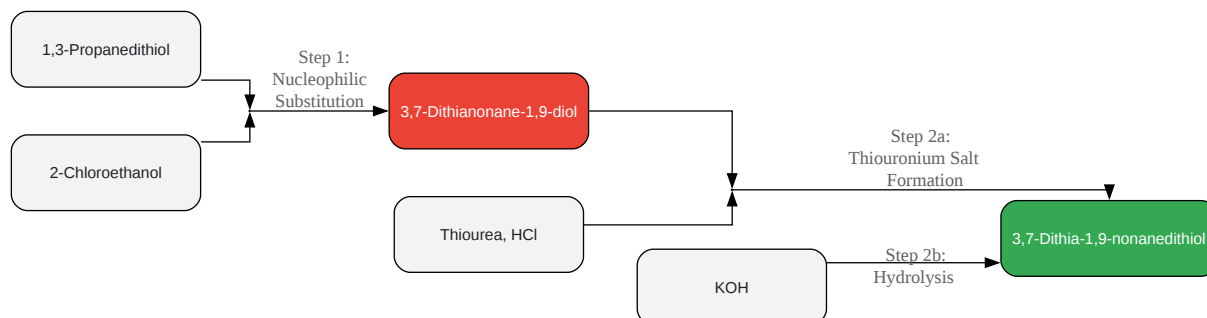 1,3-Propanedithiol
Step 1:
Nucleophilic
Substitution
2-Chloroethanol
3,7-Dithianonane-1,9-diol
Thiourea, HCl
Step 2a:
Thiouronium Salt
Formation
KOH
Step 2b:
Hydrolysis
3,7-Dithia-1,9-nonanedithiol